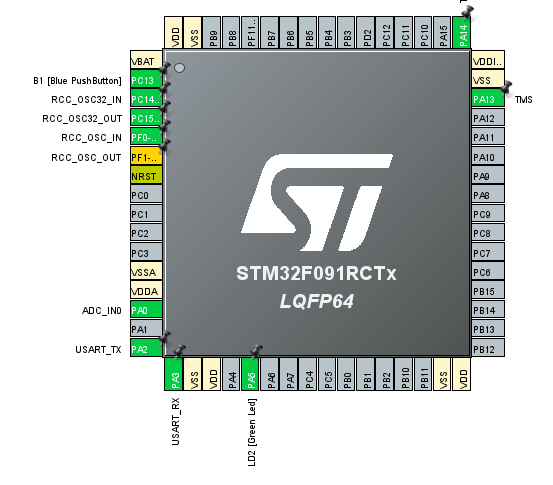 VDD
VSS
PB9
PB8
PF11..
PB7
PB6
PB5
PB4
PB3
PD2
PC12
PC11
PC10
PA15
PA14
B1 [Blue PushButton]
RCC_OSC32_IN
RCC_OSC32_OUT
RCC_OSC_IN
RCC_OSC_OUT
ADC_IN0
USART_TX
VBAT
PC13
PC14..
PC15..
PF0-..
PF1-..
NRST
PC0
PC1
PC2
PC3
VSSA
VDDA
PA0
PA1
PA2
ST
STM32F091RCTx
LQFP64
VDDI..
VSS
PA13
TMS
PA12
PA11
PA10
PA9
PA8
PC9
PC8
PC7
PC6
PB15
PB14
PB13
PB12
PA3
VSS
VDD
PA4
PA5
PA6
PA7
PC4
PC5
PB0
PB1
PB2
PB10
PB11
VSS
VDD
USART_RX
LD2 [Green Led]